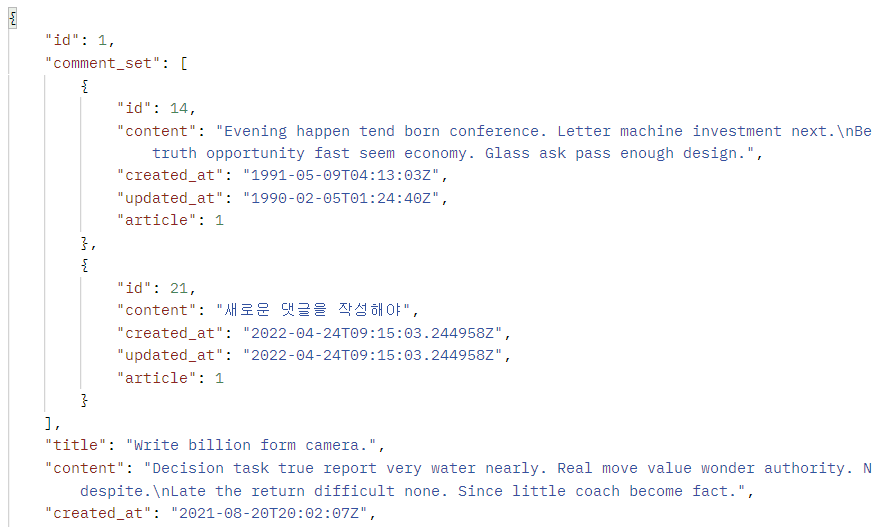 {
"id": 1,
"comment_set": [
{
"id": 14,
"content": "Evening happen tend born conference. Letter machine investment next.\nBe
truth opportunity fast seem economy. Glass ask pass enough design.",
"created_at": "1991-05-09T04:13:03Z",
"updated_at": "1990-02-05T01:24:40Z",
"article": 1
},
{
"id": 21,
"content": "새로운 댓글을 작성해야",
"created_at": "2022-04-24T09:15:03.244958Z",
"updated_at": "2022-04-24T09:15:03.244958Z",
"article": 1
}
],
"title": "Write billion form camera.",
"content": "Decision task true report very water nearly. Real move value wonder authority. N
despite.\nLate the return difficult none. Since little coach become fact.",
"created_at": "2021-08-20T20:02:07Z",